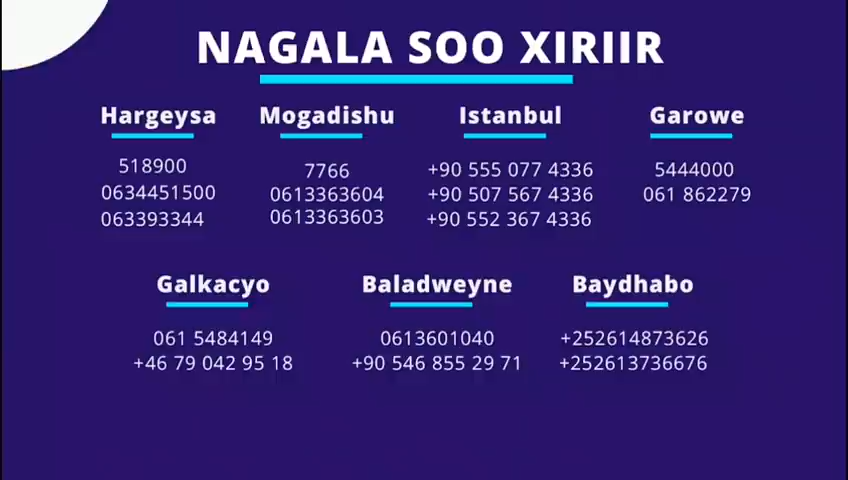 NAGALA SOO XIRIIR
Hargeysa
518900
0634451500
063393344
Mogadishu
7766
0613363604
0613363603
Istanbul
+90 555 077 4336
+90 507 567 4336
+90 552 367 4336
Garowe
5444000
061 862279
Galkacyo
061 5484149
+46 79 042 95 18
Baladweyne
0613601040
+90 546 855 29 71
Baydhabo
+252614873626
+252613736676